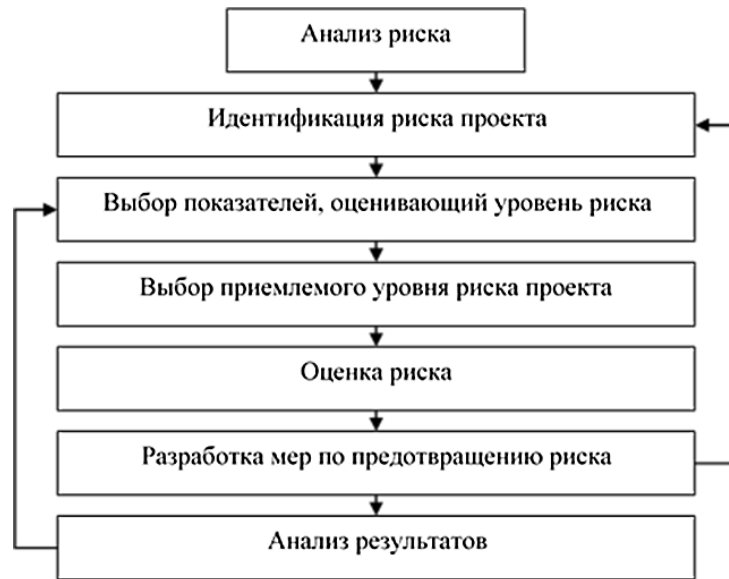 Анализ риска
Идентификация риска проекта
Выбор показателей, оценивающий уровень риска
Выбор приемлемого уровня риска проекта
Оценка риска
Разработка мер по предотвращению риска
Анализ результатов